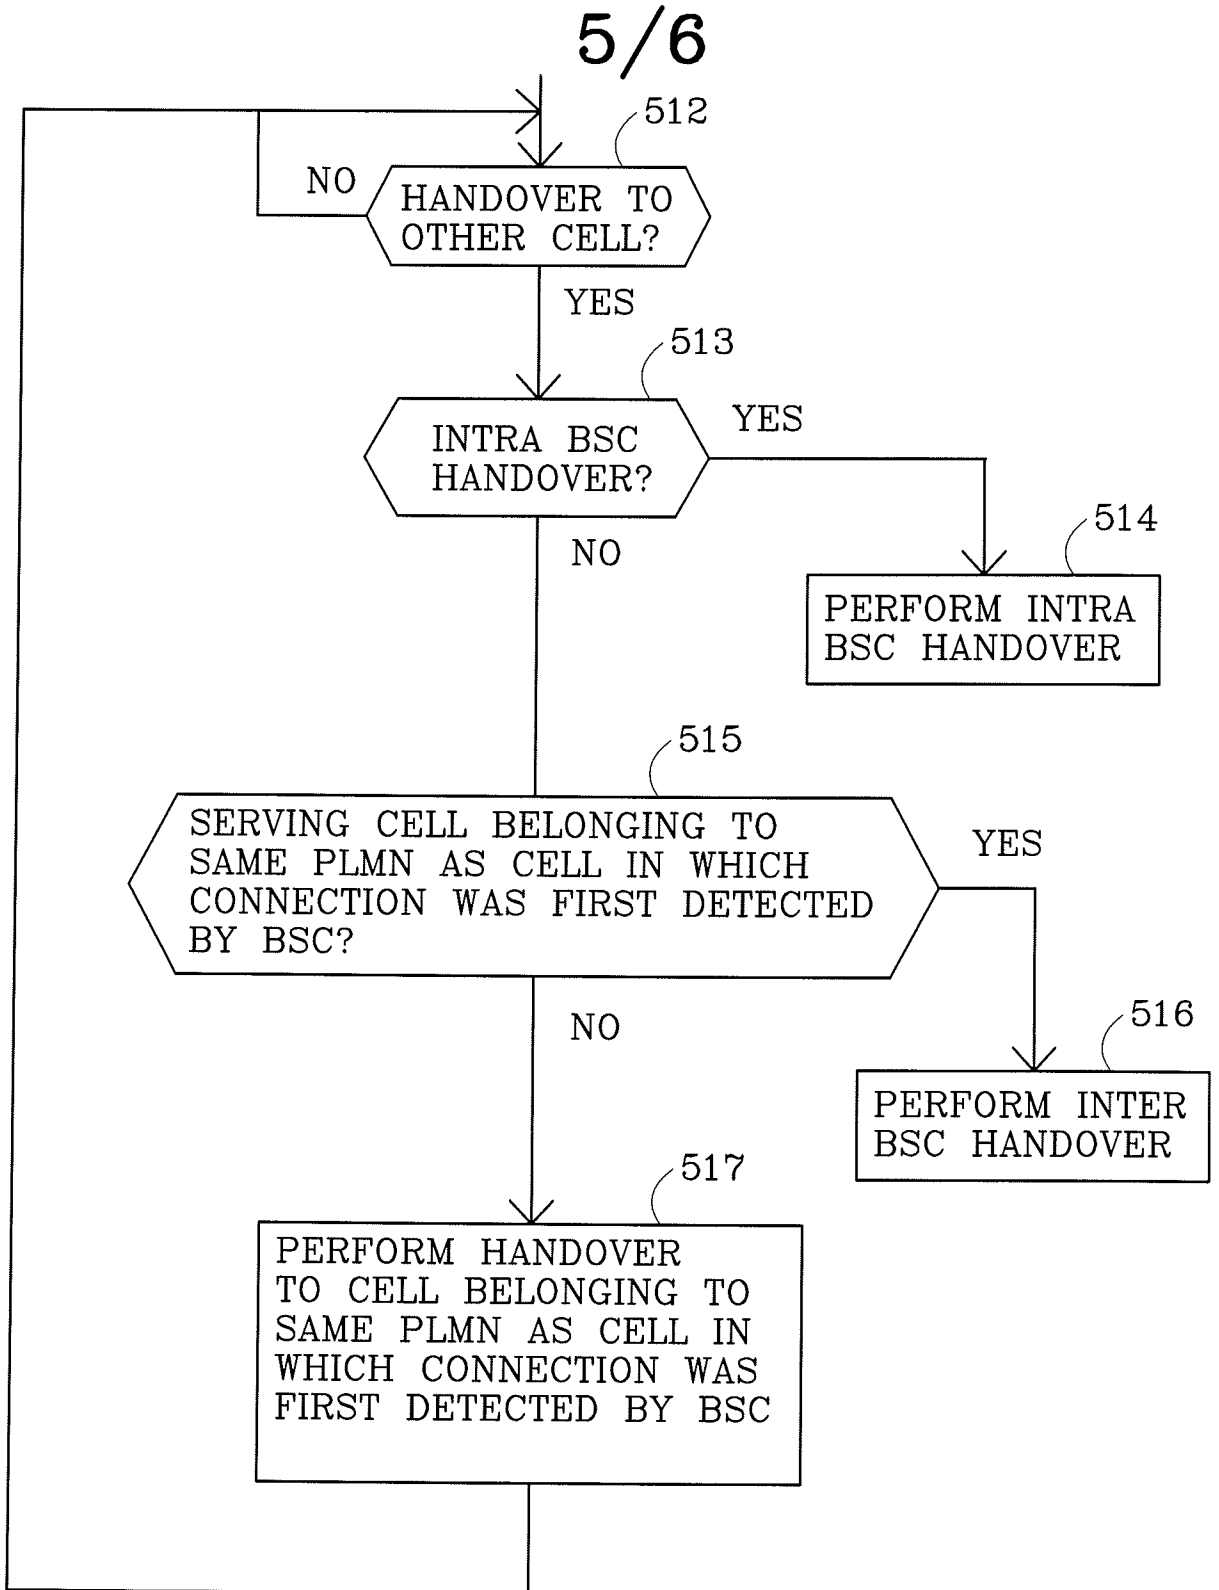 5/6
512
NO
HANDOVER TO
OTHER CELL?
YES
513
INTRA BSC
HANDOVER?
YES
NO
514
PERFORM INTRA
BSC HANDOVER
515
SERVING CELL BELONGING TO
SAME PLMN AS CELL IN WHICH
CONNECTION WAS FIRST DETECTED
BY BSC?
YES
NO
516
PERFORM INTER
BSC HANDOVER
517
PERFORM HANDOVER
TO CELL BELONGING TO
SAME PLMN AS CELL IN
WHICH CONNECTION WAS
FIRST DETECTED BY BSC